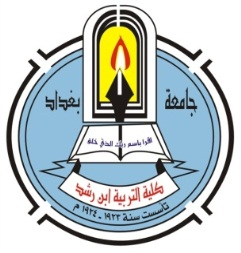 جامعة بغداد
اقرأ باسم ربك الذي خلق
كلية التربية ابن رشد
تأسست سنة ١٩٢٣ - ١٩٢٤ م